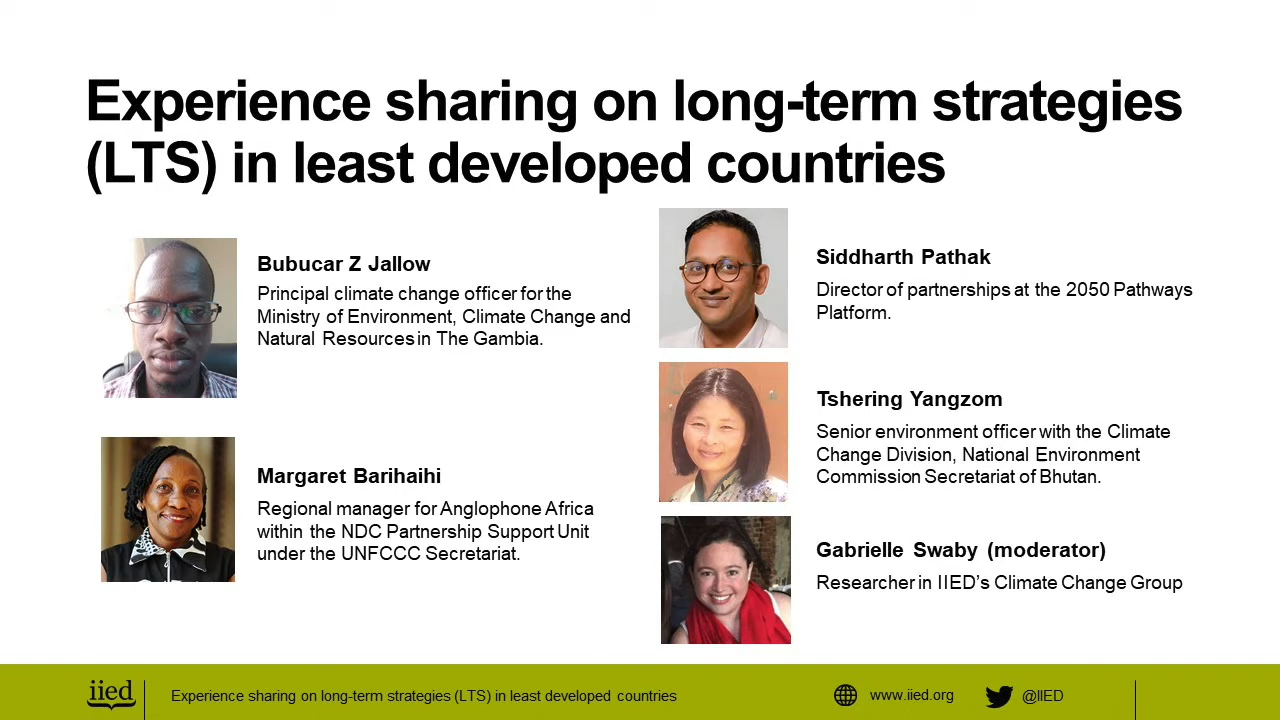 Experience sharing on long-term strategies
(LTS) in least developed countries
Bubucar Z Jallow
Principal climate change officer for the
Ministry of Environment, Climate Change and
Natural Resources in The Gambia.
Margaret Barihaihi
Regional manager for Anglophone Africa
within the NDC Partnership Support Unit
under the UNFCCC Secretariat.
Siddharth Pathak
Director of partnerships at the 2050 Pathways
Platform.
Tshering Yangzom
Senior environment officer with the Climate
Change Division, National Environment
Commission Secretariat of Bhutan.
Gabrielle Swaby (moderator)
Researcher in IIED’s Climate Change Group
iied
Experience sharing on long-term strategies (LTS) in least developed countries
www.iied.org
@IIED